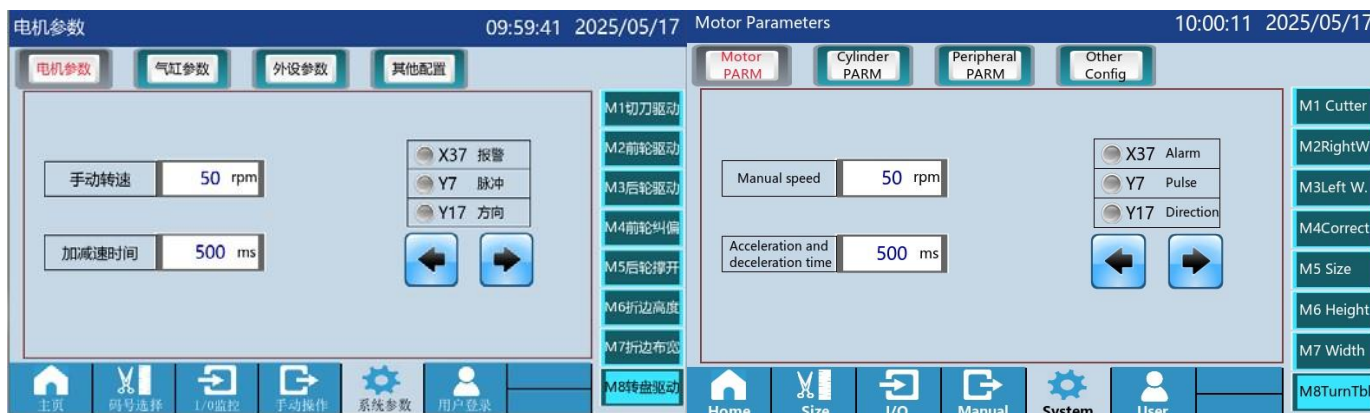 电机参数 09:59:41 2025/05/17
电机参数 气缸参数 外设参数 其他配置
M1切刀驱动
M2前轮驱动
M3后轮驱动
M4前轮纠偏
M5后轮撑开
M6折边高度
M7折边布宽
M8转盘驱动
手动转速 50 rpm
加减速时间 500 ms
X37 报警
Y7 脉冲
Y17 方向
主页 码号选择 I/O监控 手动操作 系统参数 用户登录
Motor Parameters 10:00:11 2025/05/17
Motor
PARM
Cylinder
PARM
Peripheral
PARM
Other
Config
M1 Cutter
M2RightW
M3Left W.
M4Correct
M5 Size
M6 Height
M7 Width
M8TurnTbl
Manual speed 50 rpm
Acceleration and
deceleration time
500 ms
X37 Alarm
Y7 Pulse
Y17 Direction
Home Size I/O Manual System User